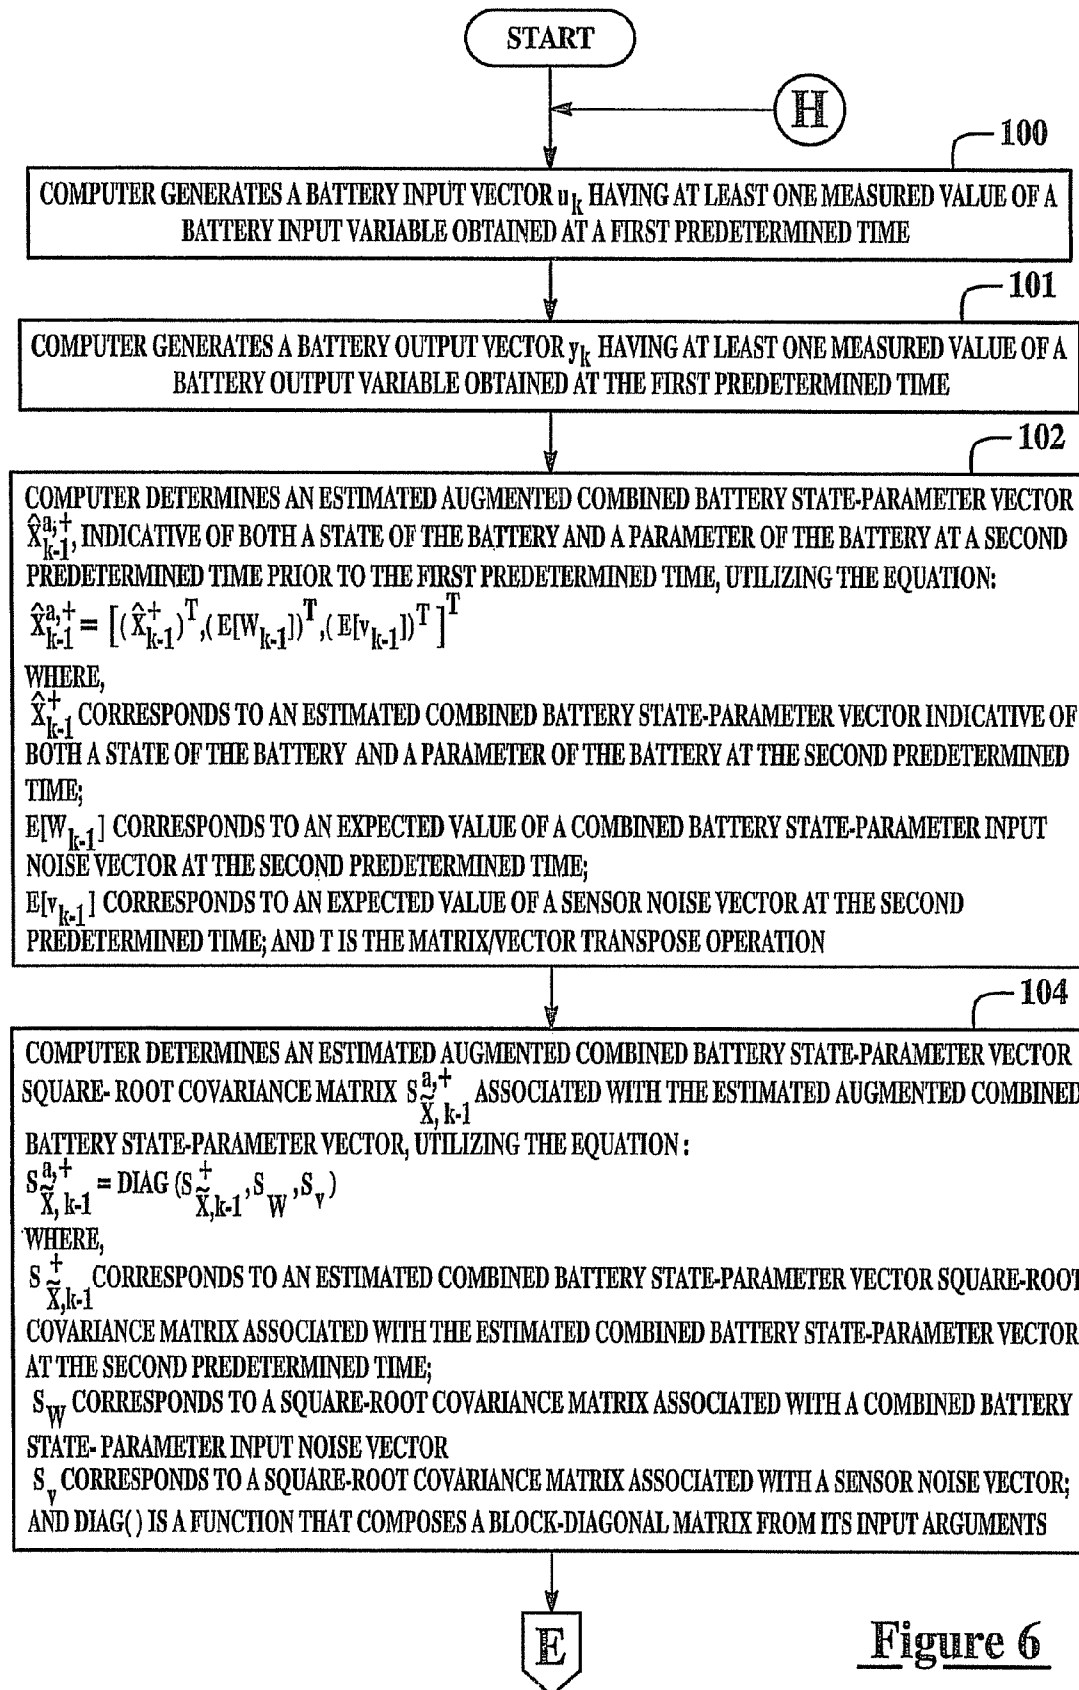 START
H
100
COMPUTER GENERATES A BATTERY INPUT VECTOR u_k HAVING AT LEAST ONE MEASURED VALUE OF A
BATTERY INPUT VARIABLE OBTAINED AT A FIRST PREDETERMINED TIME
101
COMPUTER GENERATES A BATTERY OUTPUT VECTOR y_k HAVING AT LEAST ONE MEASURED VALUE OF A
BATTERY OUTPUT VARIABLE OBTAINED AT THE FIRST PREDETERMINED TIME
102
COMPUTER DETERMINES AN ESTIMATED AUGMENTED COMBINED BATTERY STATE-PARAMETER VECTOR
X̂_{k-1}^{a,+}, INDICATIVE OF BOTH A STATE OF THE BATTERY AND A PARAMETER OF THE BATTERY AT A SECOND
PREDETERMINED TIME PRIOR TO THE FIRST PREDETERMINED TIME, UTILIZING THE EQUATION:
X̂_{k-1}^{a,+} = [(X̂_{k-1}^{+})^T,(E[W_{k-1}])^T,(E[v_{k-1}])^T]^T
WHERE,
X̂_{k-1}^{+} CORRESPONDS TO AN ESTIMATED COMBINED BATTERY STATE-PARAMETER VECTOR INDICATIVE OF
BOTH A STATE OF THE BATTERY AND A PARAMETER OF THE BATTERY AT THE SECOND PREDETERMINED
TIME;
E[W_{k-1}] CORRESPONDS TO AN EXPECTED VALUE OF A COMBINED BATTERY STATE-PARAMETER INPUT
NOISE VECTOR AT THE SECOND PREDETERMINED TIME;
E[v_{k-1}] CORRESPONDS TO AN EXPECTED VALUE OF A SENSOR NOISE VECTOR AT THE SECOND
PREDETERMINED TIME; AND T IS THE MATRIX/VECTOR TRANSPOSE OPERATION
104
COMPUTER DETERMINES AN ESTIMATED AUGMENTED COMBINED BATTERY STATE-PARAMETER VECTOR
SQUARE- ROOT COVARIANCE MATRIX S_{X̃, k-1}^{a,+} ASSOCIATED WITH THE ESTIMATED AUGMENTED COMBINED
BATTERY STATE-PARAMETER VECTOR, UTILIZING THE EQUATION :
S_{X̃, k-1}^{a,+} = DIAG (S_{X̃,k-1}^{+},S_W,S_v)
WHERE,
S_{X̃,k-1}^{+} CORRESPONDS TO AN ESTIMATED COMBINED BATTERY STATE-PARAMETER VECTOR SQUARE-ROOT
COVARIANCE MATRIX ASSOCIATED WITH THE ESTIMATED COMBINED BATTERY STATE-PARAMETER VECTOR
AT THE SECOND PREDETERMINED TIME;
S_W CORRESPONDS TO A SQUARE-ROOT COVARIANCE MATRIX ASSOCIATED WITH A COMBINED BATTERY
STATE- PARAMETER INPUT NOISE VECTOR
S_v CORRESPONDS TO A SQUARE-ROOT COVARIANCE MATRIX ASSOCIATED WITH A SENSOR NOISE VECTOR;
AND DIAG( ) IS A FUNCTION THAT COMPOSES A BLOCK-DIAGONAL MATRIX FROM ITS INPUT ARGUMENTS
E
Figure 6